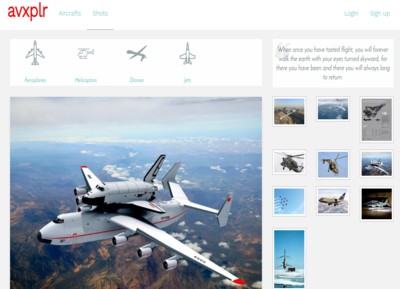 avxplr
Aircrafts
Shots
Login
Sign up
Aeroplanes
Helicopters
Drones
Jets
When once you have tasted flight, you will forever
walk the earth with your eyes turned skyward, for
there you have been and there you will always long
to return